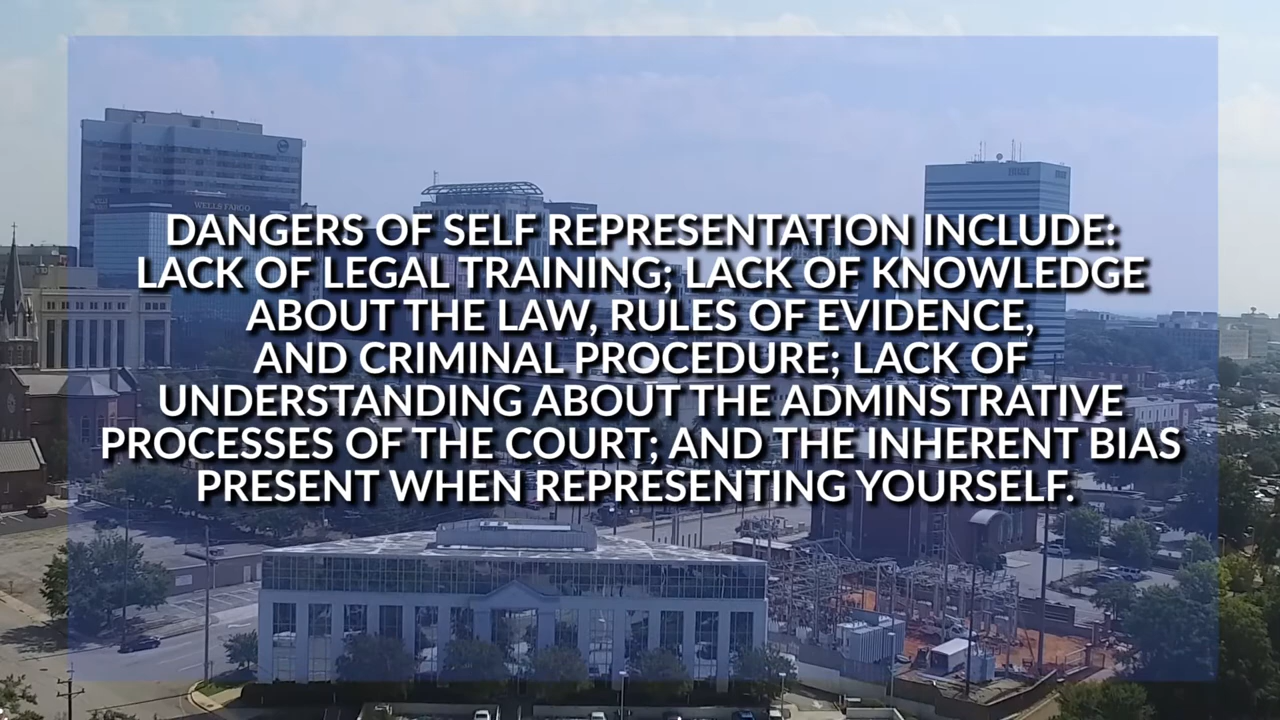 WELLS FARGO
DANGERS OF SELF REPRESENTATION INCLUDE:
LACK OF LEGAL TRAINING; LACK OF KNOWLEDGE
ABOUT THE LAW, RULES OF EVIDENCE,
AND CRIMINAL PROCEDURE; LACK OF
UNDERSTANDING ABOUT THE ADMINSTRATIVE
PROCESSES OF THE COURT; AND THE INHERENT BIAS
PRESENT WHEN REPRESENTING YOURSELF.